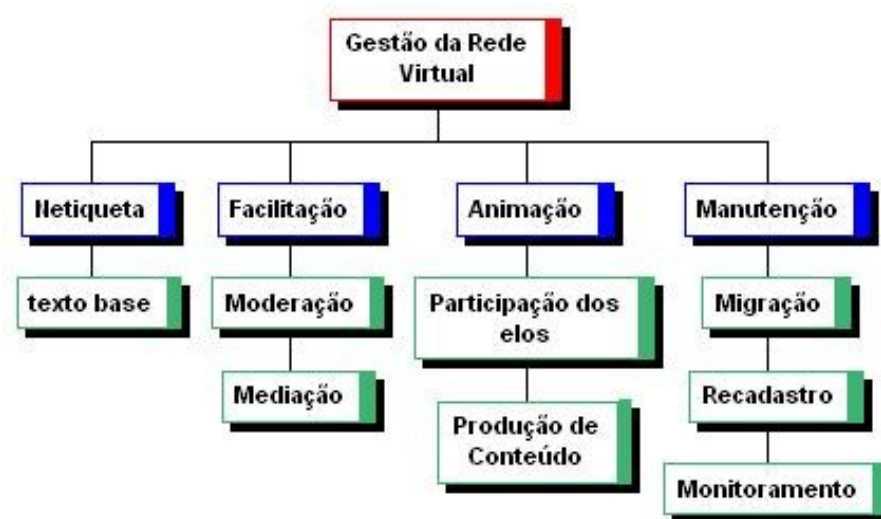 Gestão da Rede
Virtual
Netiqueta
Facilitação
Animação
Manutenção
texto base
Moderação
Participação dos
elos
Migração
Mediação
Produção de
Conteúdo
Recadastro
Monitoramento